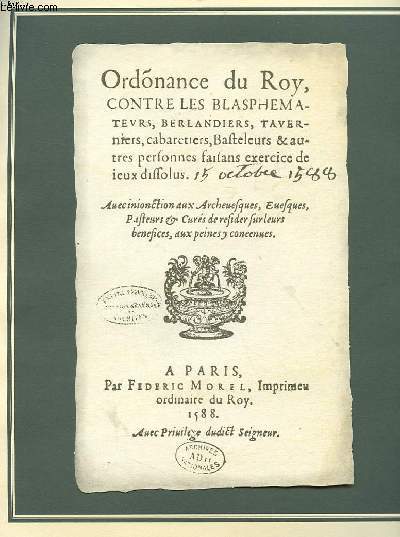 Ordõnance du Roy,
CONTRE LES BLASPHEMA-
TEVRS, BERLANDIERS, TAVER-
niers, cabaretiers, Basteleurs & au-
tres personnes faisans exercice de
ieux dissolus. 15 octobre 1588
Auec inionction aux Archeuesques, Euesques,
Pasteurs & Curés de resider sur leurs
benefices, aux peines y contenues.
A PARIS,
Par FEDERIC MOREL, Imprimeu
ordinaire du Roy.
1588.
Auec Priuilege dudict Seigneur.
ARCHIVES
AD
NATIONALES